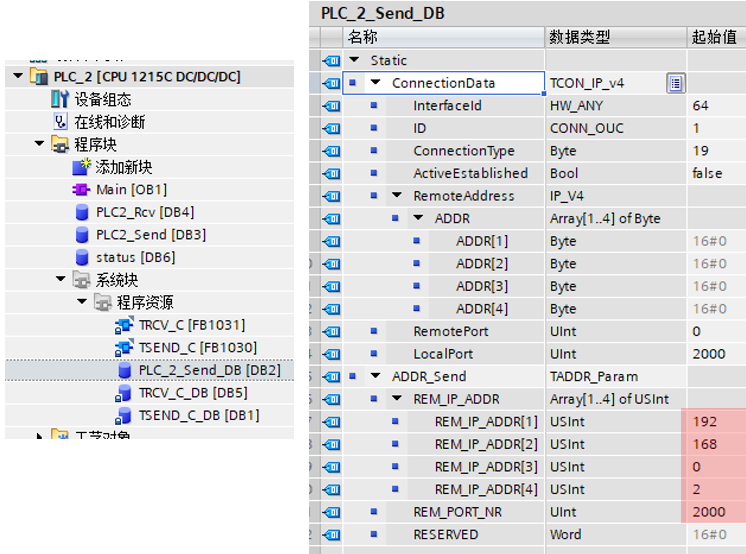 PLC_2 [CPU 1215C DC/DC/DC]
设备组态
在线和诊断
程序块
添加新块
Main [OB1]
PLC2_Rcv [DB4]
PLC2_Send [DB3]
status [DB6]
系统块
程序资源
TRCV_C [FB1031]
TSEND_C [FB1030]
PLC_2_Send_DB [DB2]
TRCV_C_DB [DB5]
TSEND_C_DB [DB1]
工艺对象
PLC_2_Send_DB
名称 数据类型 起始值
Static
ConnectionData TCON_IP_v4
InterfaceId HW_ANY 64
ID CONN_OUC 1
ConnectionType Byte 19
ActiveEstablished Bool false
RemoteAddress IP_V4
ADDR Array[1..4] of Byte
ADDR[1] Byte 16#0
ADDR[2] Byte 16#0
ADDR[3] Byte 16#0
ADDR[4] Byte 16#0
RemotePort UInt 0
LocalPort UInt 2000
ADDR_Send TADDR_Param
REM_IP_ADDR Array[1..4] of USInt
REM_IP_ADDR[1] USInt 192
REM_IP_ADDR[2] USInt 168
REM_IP_ADDR[3] USInt 0
REM_IP_ADDR[4] USInt 2
REM_PORT_NR UInt 2000
RESERVED Word 16#0